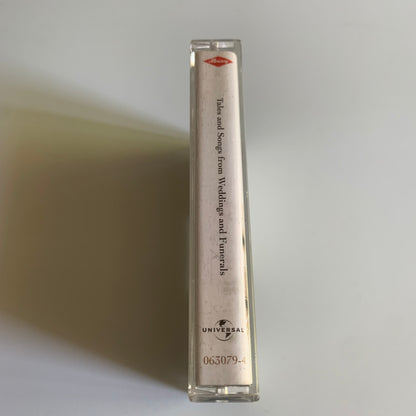 Tales and Songs from Weddings and Funerals
UNIVERSAL
063079-4